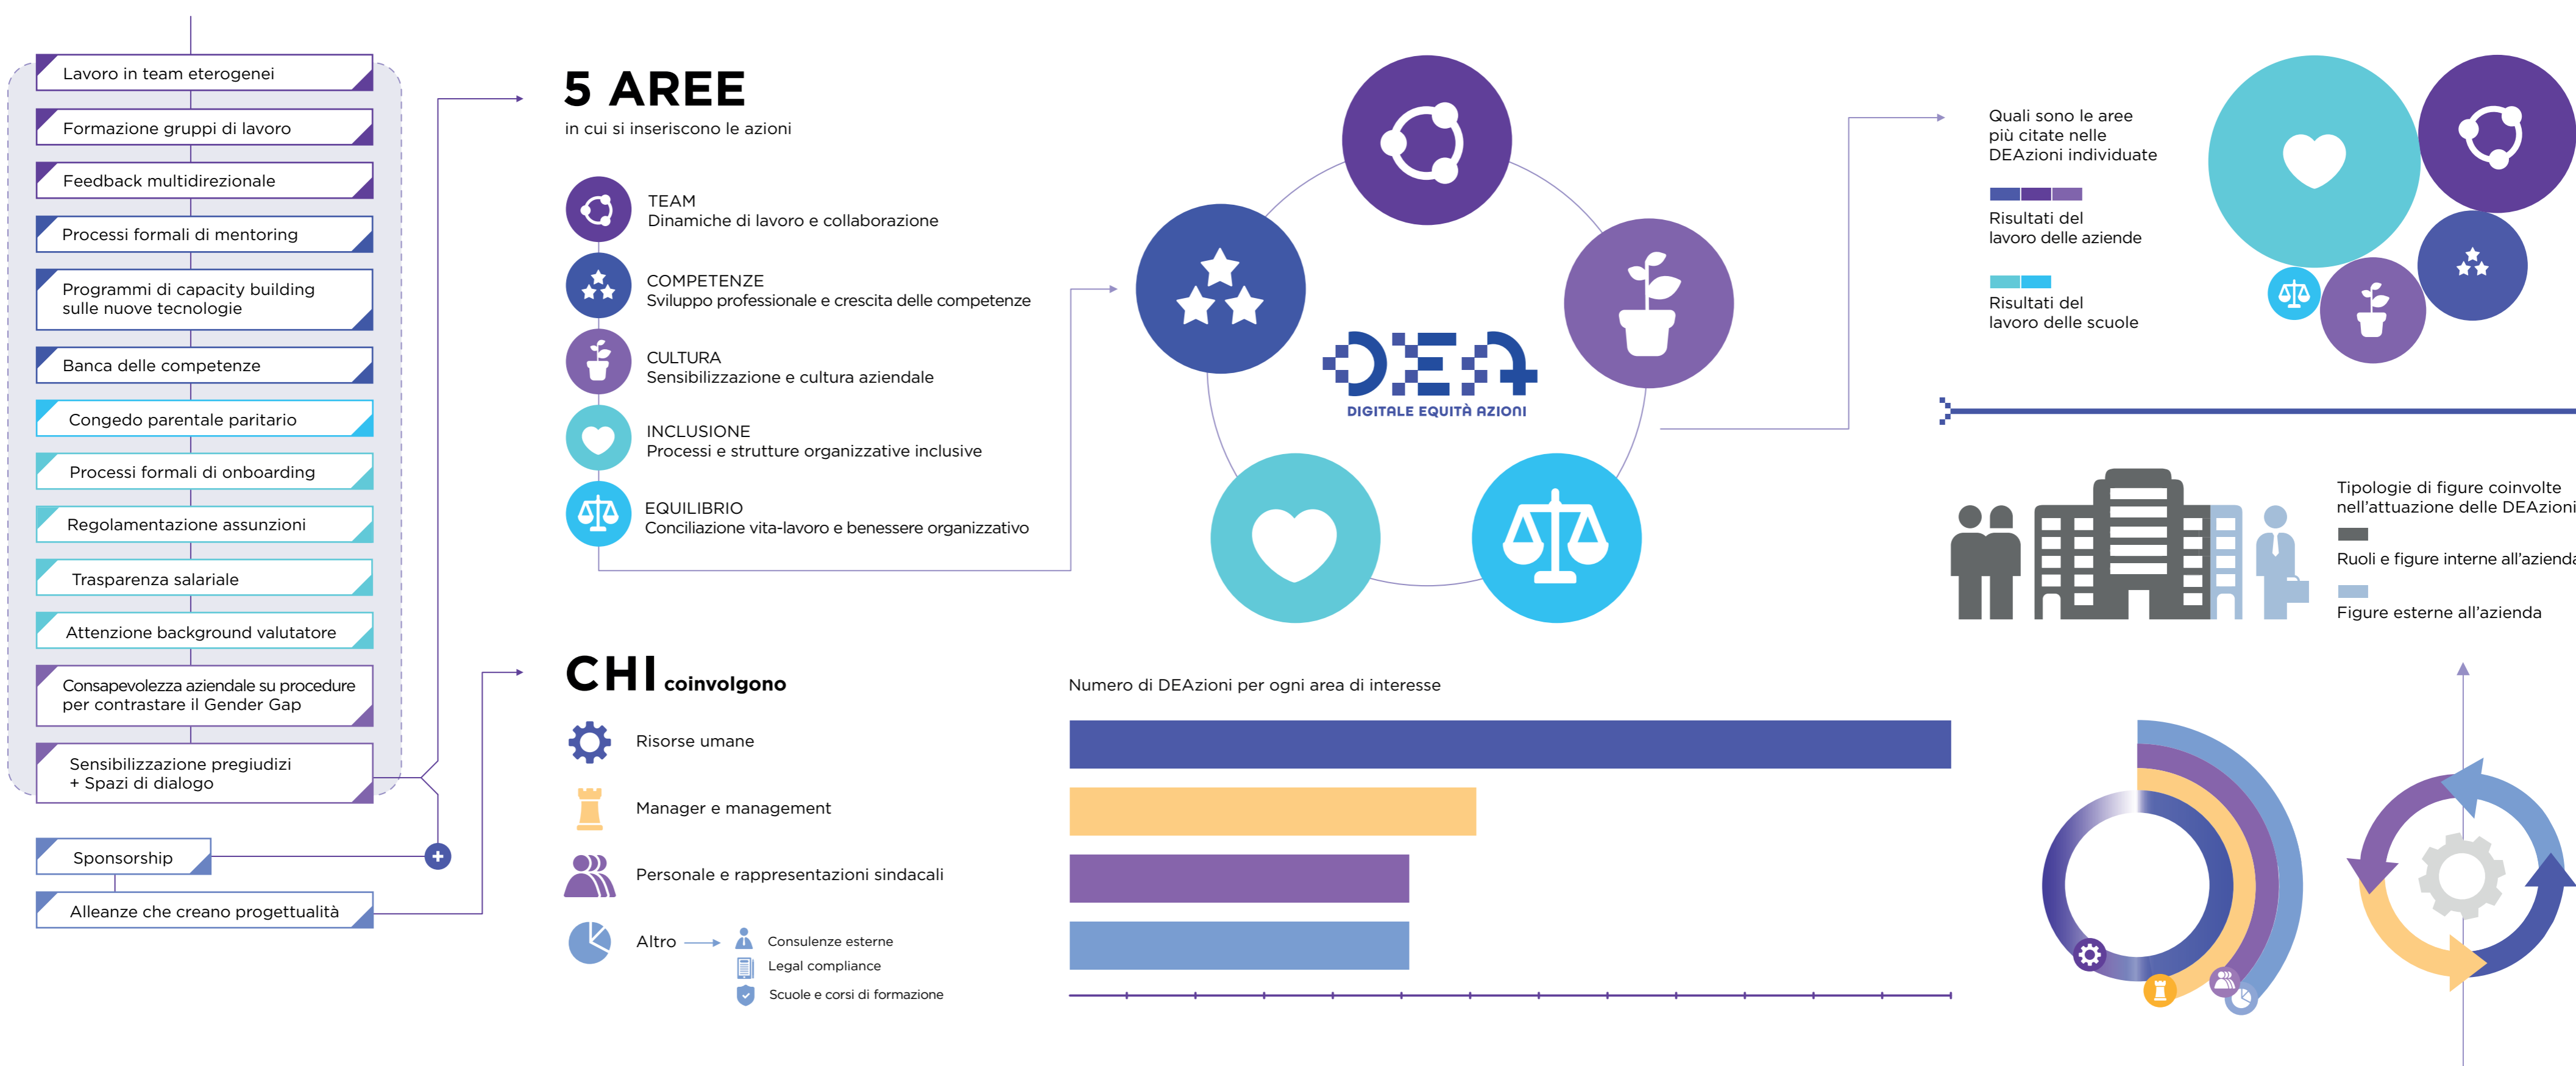 Lavoro in team eterogenei
Formazione gruppi di lavoro
Feedback multidirezionale
Processi formali di mentoring
Programmi di capacity building
sulle nuove tecnologie
Banca delle competenze
Congedo parentale paritario
Processi formali di onboarding
Regolamentazione assunzioni
Trasparenza salariale
Attenzione background valutatore
Consapevolezza aziendale su procedure
per contrastare il Gender Gap
Sensibilizzazione pregiudizi
+ Spazi di dialogo
Sponsorship
+
Alleanze che creano progettualità
5 AREE
in cui si inseriscono le azioni
TEAM
Dinamiche di lavoro e collaborazione
COMPETENZE
Sviluppo professionale e crescita delle competenze
CULTURA
Sensibilizzazione e cultura aziendale
INCLUSIONE
Processi e strutture organizzative inclusive
EQUILIBRIO
Conciliazione vita-lavoro e benessere organizzativo
DEA
DIGITALE EQUITÀ AZIONI
Quali sono le aree
più citate nelle
DEAzioni individuate
Risultati del
lavoro delle aziende
Risultati del
lavoro delle scuole
Tipologie di figure coinvolte
nell'attuazione delle DEAzioni
Ruoli e figure interne all'azienda
Figure esterne all'azienda
CHI coinvolgono
Risorse umane
Manager e management
Personale e rappresentazioni sindacali
Altro
Consulenze esterne
Legal compliance
Scuole e corsi di formazione
Numero di DEAzioni per ogni area di interesse